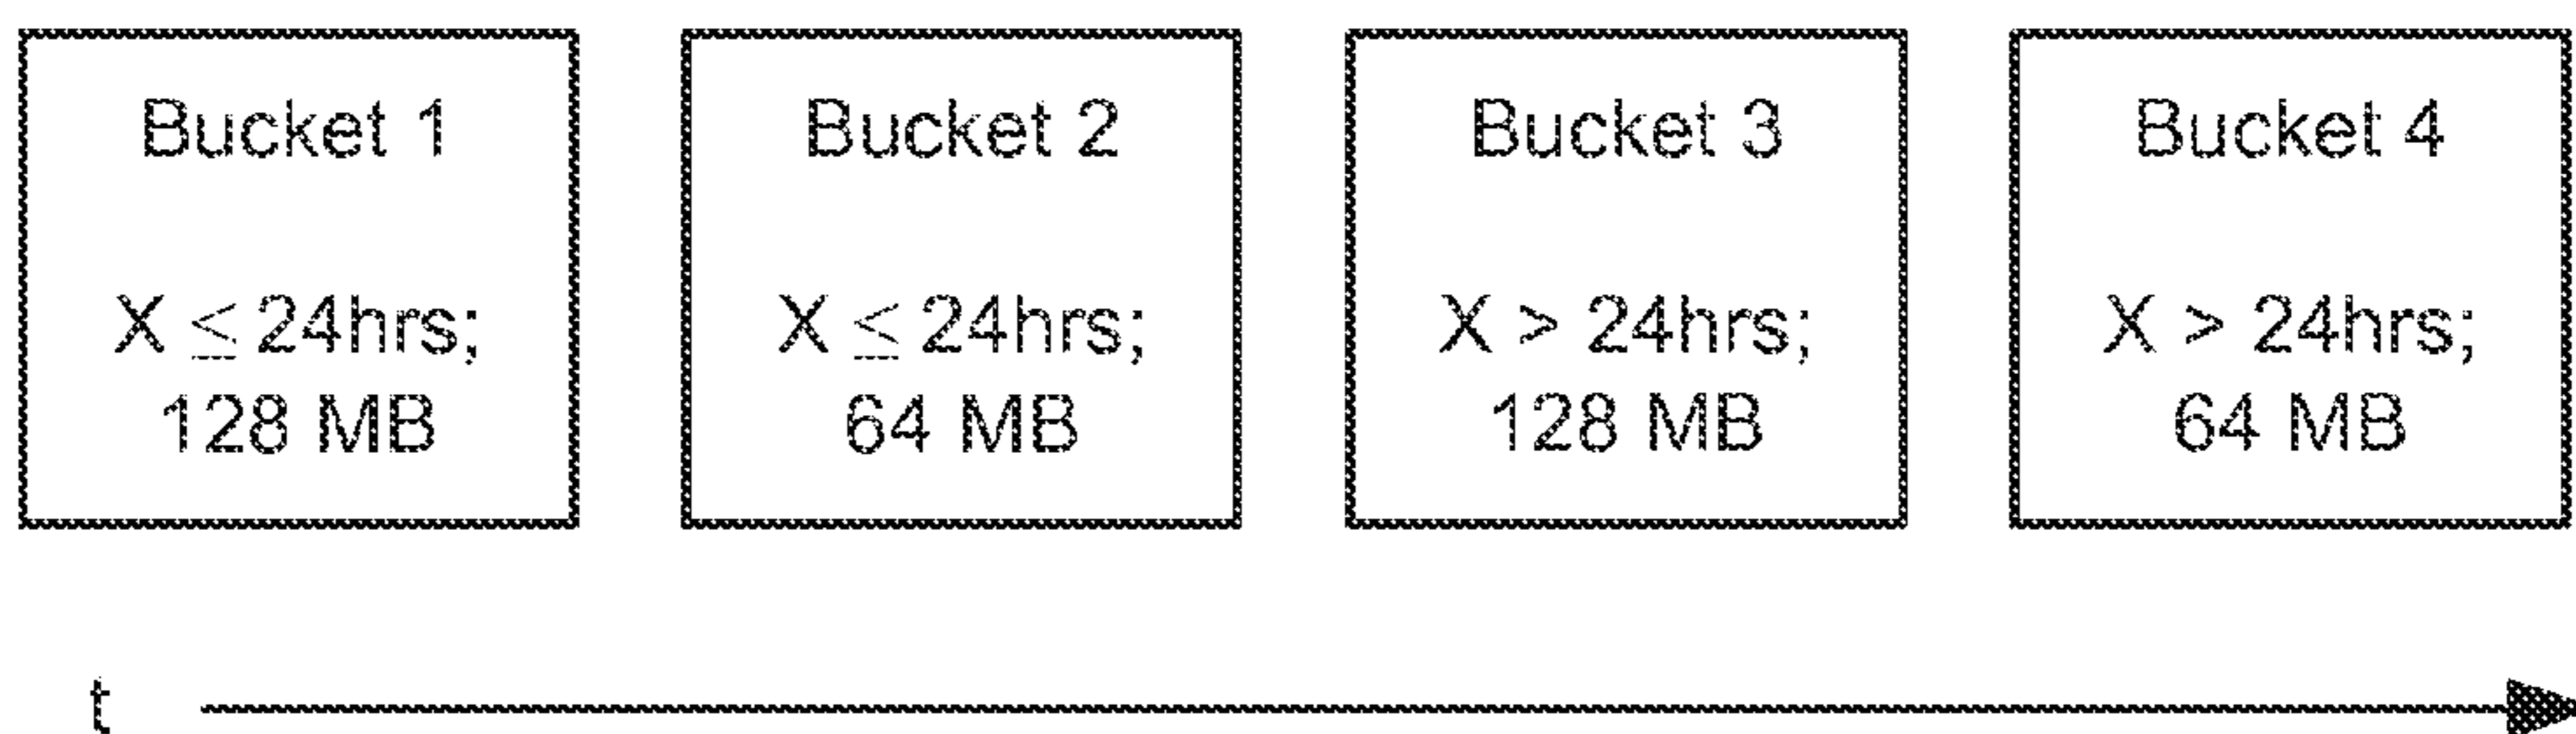 Bucket 1
X ≤ 24hrs;
128 MB
Bucket 2
X ≤ 24hrs;
64 MB
Bucket 3
X > 24hrs;
128 MB
Bucket 4
X > 24hrs;
64 MB
t